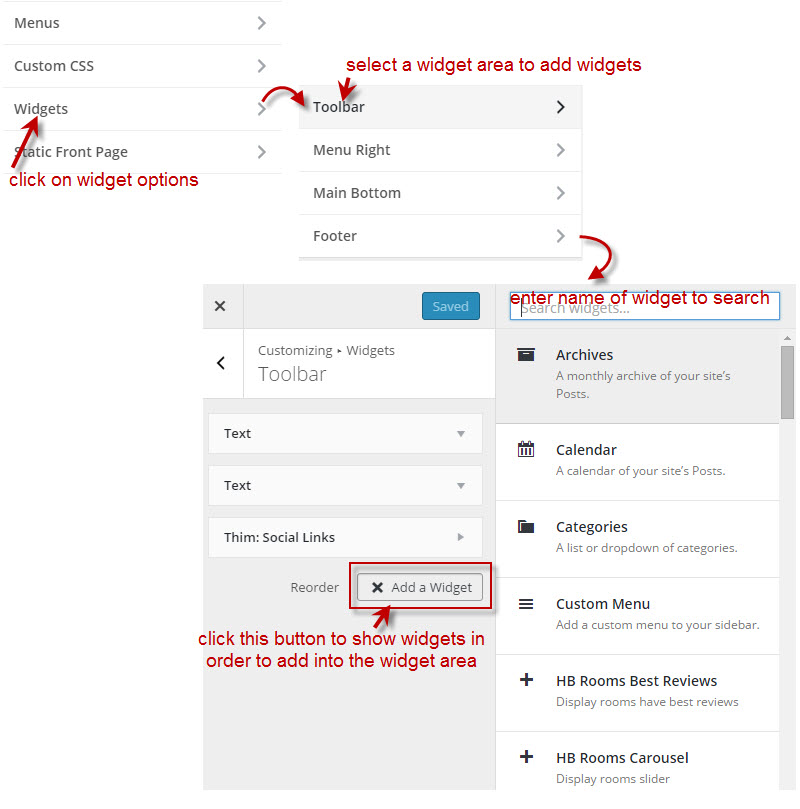 Menus
Custom CSS
Widgets
Static Front Page
click on widget options
select a widget area to add widgets
Toolbar
Menu Right
Main Bottom
Footer
enter name of widget to search
Saved
Search widgets...
Customizing ▸ Widgets
Toolbar
Text
Text
Thim: Social Links
Reorder
Add a Widget
click this button to show widgets in
order to add into the widget area
Archives
A monthly archive of your site's
Posts.
Calendar
A calendar of your site's Posts.
Categories
A list or dropdown of categories.
Custom Menu
Add a custom menu to your sidebar.
HB Rooms Best Reviews
Display rooms have best reviews
HB Rooms Carousel
Display rooms slider